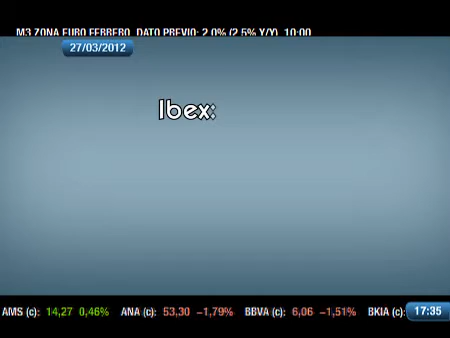 M3 ZONA EURO FEBRERO, DATO PREVIO: 2,0% (2,5% Y/Y), 10:00
27/03/2012
Ibex:
AMS (c): 14,27 0,46% ANA (c): 53,30 –1,79% BBVA (c): 6,06 –1,51% BKIA (c): 17:35